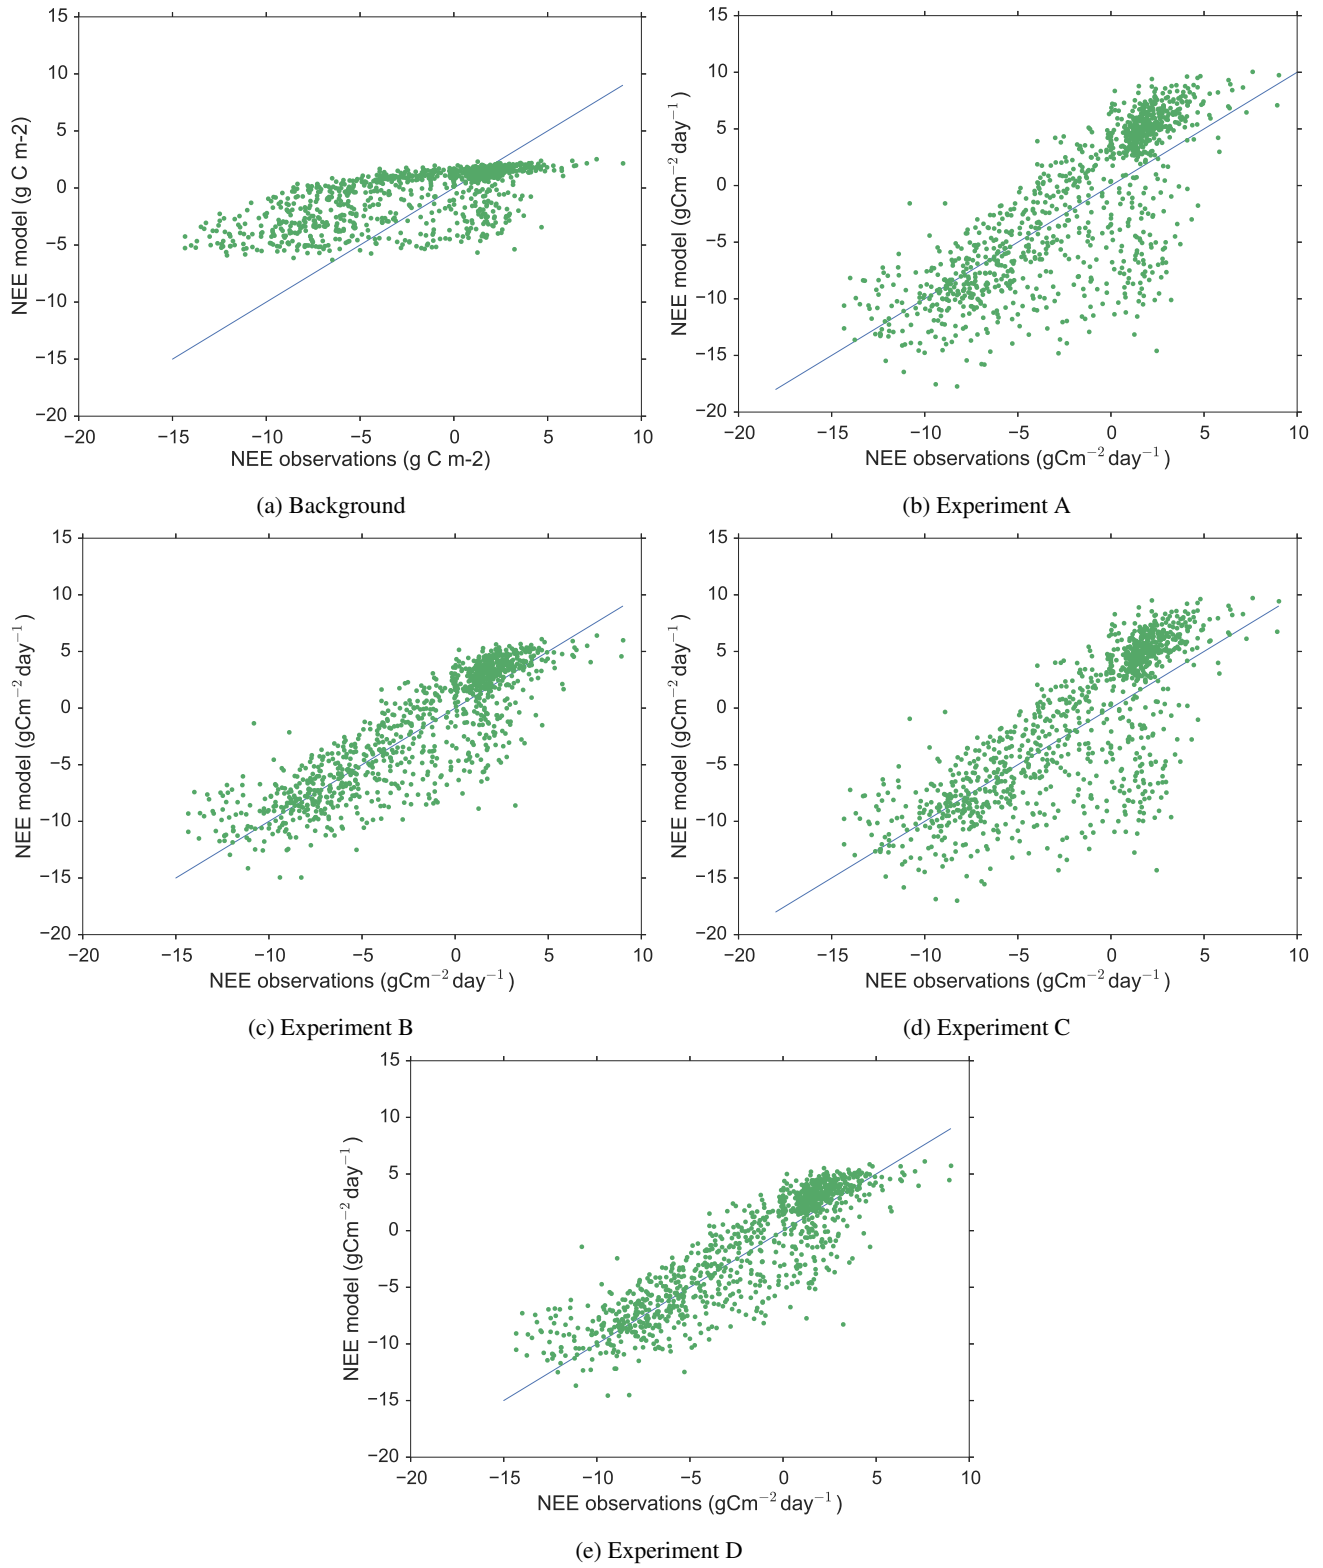 15
10
5
0
−5
−10
−15
−20
−20 −15 −10 −5 0 5 10
NEE model (g C m-2)
NEE observations (g C m-2)
(a) Background
15
10
5
0
−5
−10
−15
−20
−20 −15 −10 −5 0 5 10
NEE model (gCm⁻² day⁻¹ )
NEE observations (gCm⁻² day⁻¹ )
(b) Experiment A
15
10
5
0
−5
−10
−15
−20
−20 −15 −10 −5 0 5 10
NEE model (gCm⁻² day⁻¹ )
NEE observations (gCm⁻² day⁻¹ )
(c) Experiment B
15
10
5
0
−5
−10
−15
−20
−20 −15 −10 −5 0 5 10
NEE model (gCm⁻² day⁻¹ )
NEE observations (gCm⁻² day⁻¹ )
(d) Experiment C
15
10
5
0
−5
−10
−15
−20
−20 −15 −10 −5 0 5 10
NEE model (gCm⁻² day⁻¹ )
NEE observations (gCm⁻² day⁻¹ )
(e) Experiment D